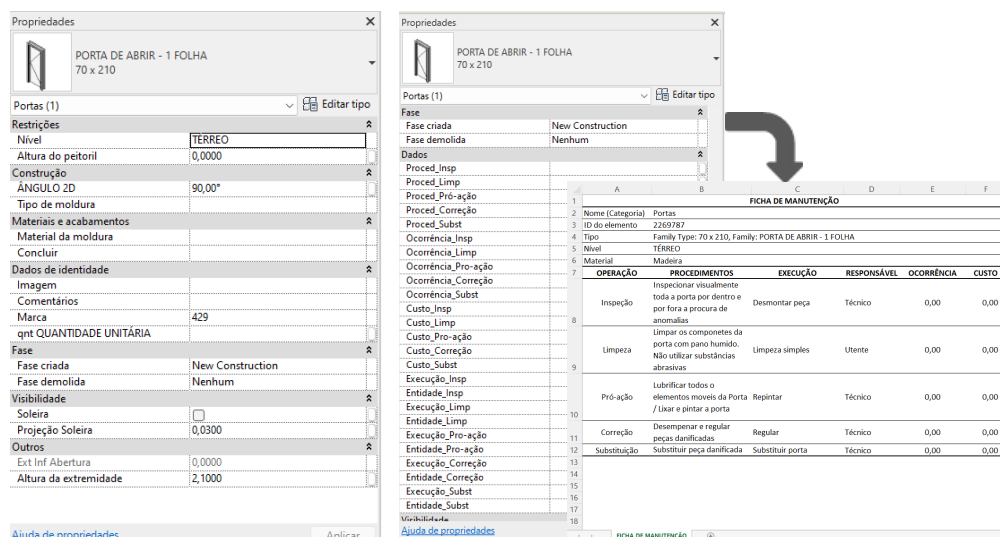 Propriedades
PORTA DE ABRIR - 1 FOLHA
70 x 210
Portas (1)
Editar tipo
Restrições
Nível TÉRREO
Altura do peitoril 0,0000
Construção
ÂNGULO 2D 90,00°
Tipo de moldura
Materiais e acabamentos
Material da moldura
Concluir
Dados de identidade
Imagem
Comentários
Marca 429
qnt QUANTIDADE UNITÁRIA
Fase
Fase criada New Construction
Fase demolida Nenhum
Visibilidade
Soleira
Projeção Soleira 0,0300
Outros
Ext Inf Abertura 0,0000
Altura da extremidade 2,1000
Ajuda de propriedades Aplicar
Propriedades
PORTA DE ABRIR - 1 FOLHA
70 x 210
Portas (1)
Editar tipo
Fase
Fase criada New Construction
Fase demolida Nenhum
Dados
Proced_Insp
Proced_Limp
Proced_Pró-ação
Proced_Correção
Proced_Subst
Ocorrência_Insp
Ocorrência_Limp
Ocorrência_Pro-ação
Ocorrência_Correção
Ocorrência_Subst
Custo_Insp
Custo_Limp
Custo_Pro-ação
Custo_Correção
Custo_Subst
Execução_Insp
Entidade_Insp
Execução_Limp
Entidade_Limp
Execução_Pro-ação
Entidade_Pro-ação
Execução_Correção
Entidade_Correção
Execução_Subst
Entidade_Subst
Visibilidade
Ajuda de propriedades
A B C D E F
1 FICHA DE MANUTENÇÃO
2 Nome (Categoria) Portas
3 ID do elemento 2269787
4 Tipo Family Type: 70 x 210, Family: PORTA DE ABRIR - 1 FOLHA
5 Nível TÉRREO
6 Material Madeira
7 OPERAÇÃO PROCEDIMENTOS EXECUÇÃO RESPONSÁVEL OCORRÊNCIA CUSTO
Inspecionar visualmente
toda a porta por dentro e
por fora a procura de
anomalias
8 Inspeção Desmontar peça Técnico 0,00 0,00
Limpar os componetes da
porta com pano humido.
Não utilizar substâncias
abrasivas
9 Limpeza Limpeza simples Utente 0,00 0,00
Lubrificar todos o
elementos moveis da Porta
/ Lixar e pintar a porta
10 Pró-ação Repintar Técnico 0,00 0,00
Desempenar e regular
peças danificadas
11 Correção Regular Técnico 0,00 0,00
12 Substituição Substituir peça danificada Substituir porta Técnico 0,00 0,00
13
14
15
16
17
18
FICHA DE MANUTENÇÃO